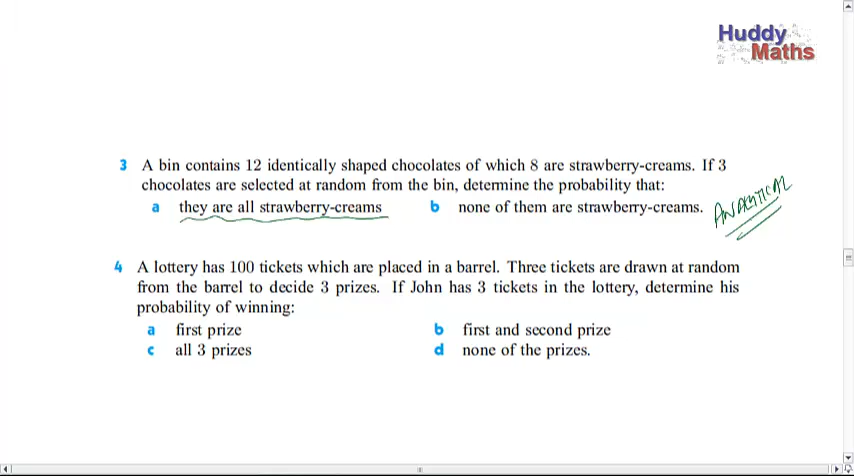 Huddy
Maths
3 A bin contains 12 identically shaped chocolates of which 8 are strawberry-creams. If 3
chocolates are selected at random from the bin, determine the probability that:
a they are all strawberry-creams b none of them are strawberry-creams.
ANALYTICAL
4 A lottery has 100 tickets which are placed in a barrel. Three tickets are drawn at random
from the barrel to decide 3 prizes. If John has 3 tickets in the lottery, determine his
probability of winning:
a first prize b first and second prize
c all 3 prizes d none of the prizes.